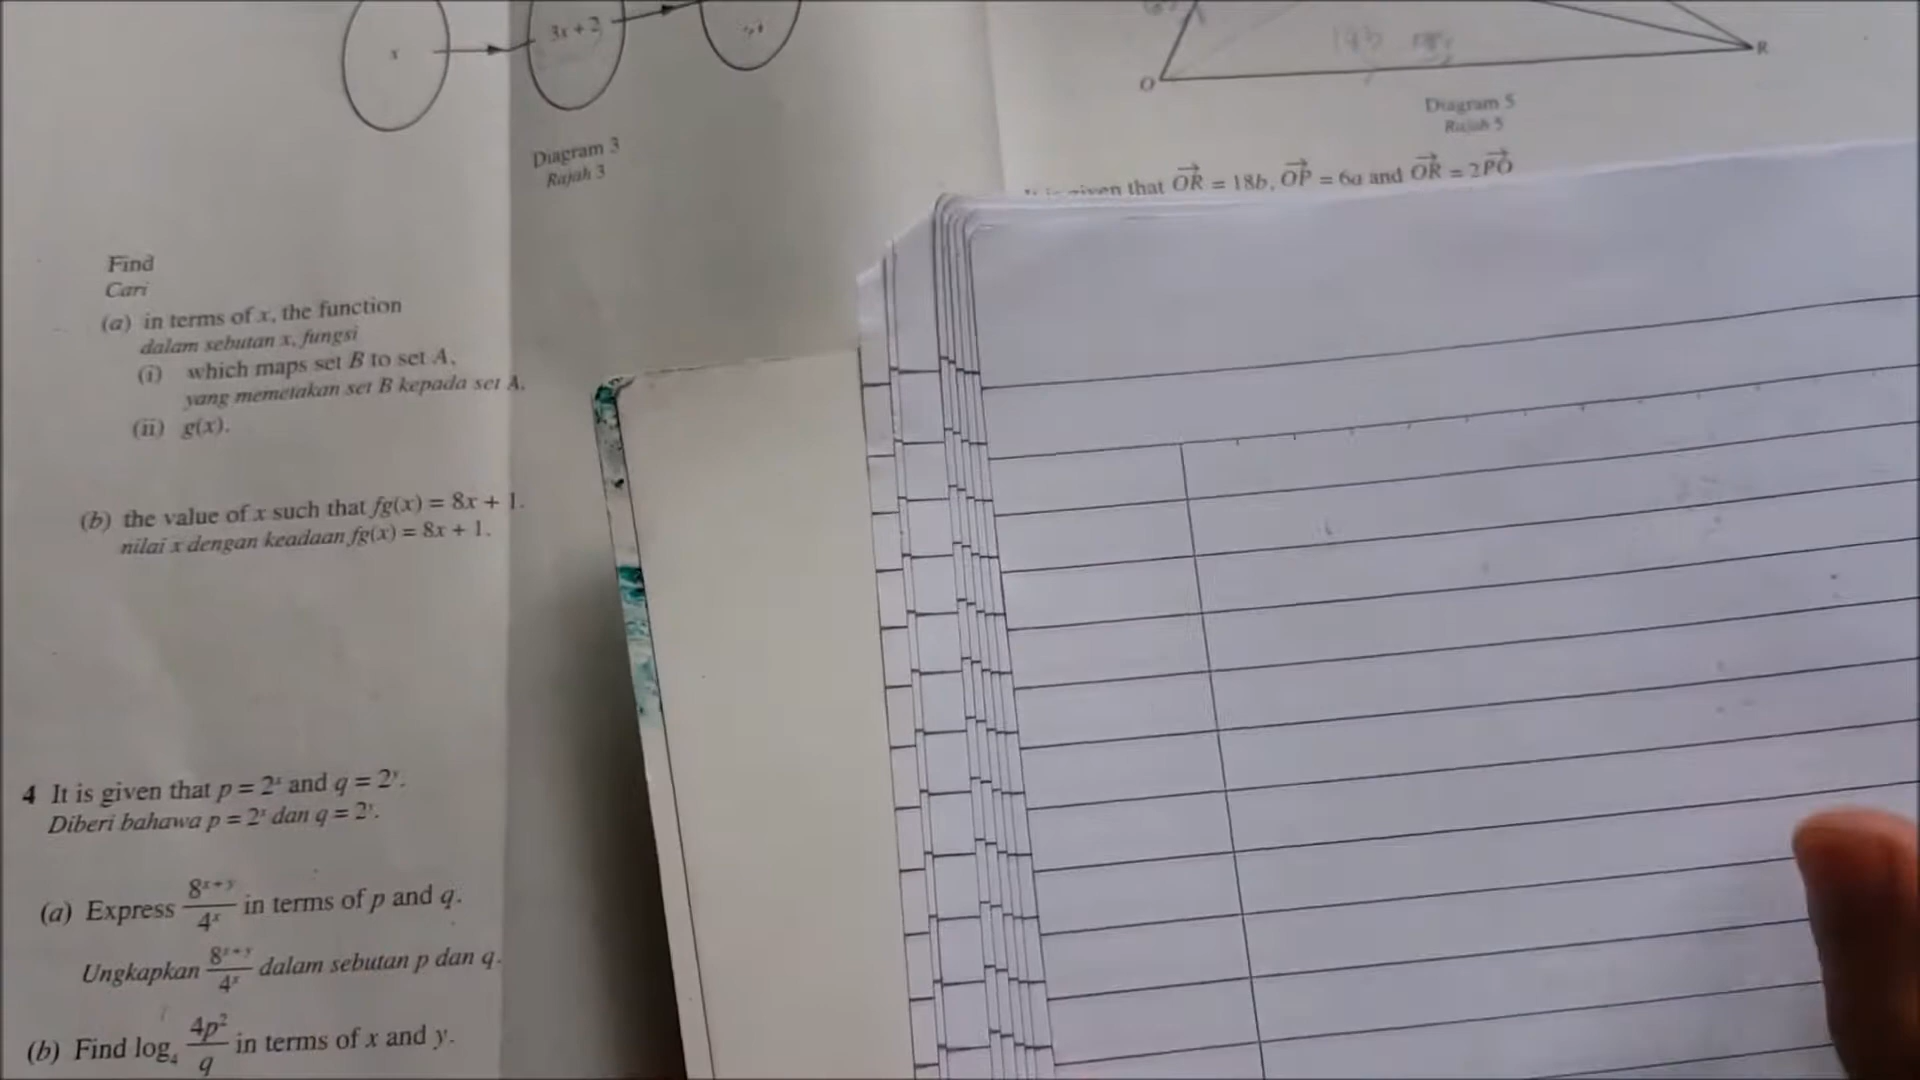 x
3x + 2
Diagram 3
Rajah 3
Find
Cari
(a) in terms of x, the function
dalam sebutan x, fungsi
(i) which maps set B to set A,
yang memetakan set B kepada set A,
(ii) g(x).
(b) the value of x such that fg(x) = 8x + 1.
nilai x dengan keadaan fg(x) = 8x + 1.
4 It is given that p = 2ˣ and q = 2ʸ.
Diberi bahawa p = 2ˣ dan q = 2ʸ.
(a) Express 8ˣ⁺ʸ/4ˣ in terms of p and q.
Ungkapkan 8ˣ⁺ʸ/4ˣ dalam sebutan p dan q.
(b) Find log₄ 4p²/q in terms of x and y.
O
R
18b
Diagram 5
Rajah 5
given that OR→ = 18b, OP→ = 6a and OR→ = 2PO→